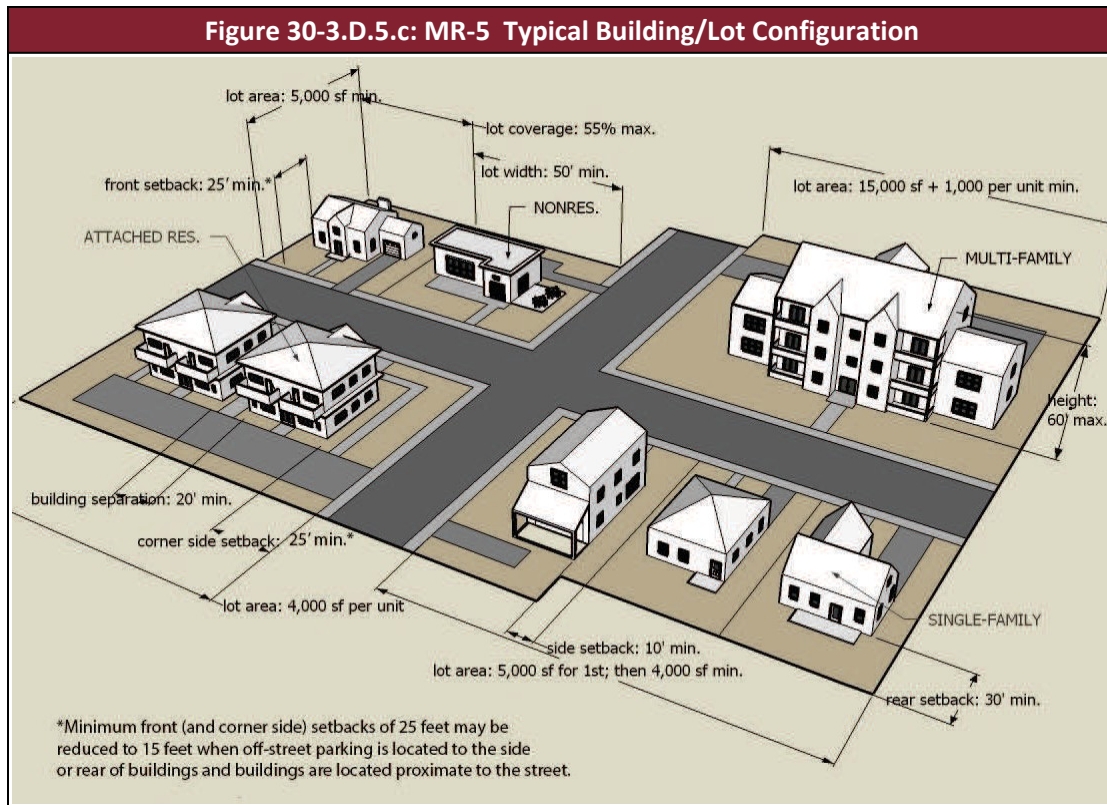 Figure 30-3.D.5.c: MR-5 Typical Building/Lot Configuration
lot area: 5,000 sf min.
lot coverage: 55% max.
lot width: 50' min.
front setback: 25' min.*
lot area: 15,000 sf + 1,000 per unit min.
NONRES.
ATTACHED RES.
MULTI-FAMILY
height:
60' max.
building separation: 20' min.
corner side setback: 25' min.*
lot area: 4,000 sf per unit
SINGLE-FAMILY
side setback: 10' min.
lot area: 5,000 sf for 1st; then 4,000 sf min.
rear setback: 30' min.
*Minimum front (and corner side) setbacks of 25 feet may be
reduced to 15 feet when off-street parking is located to the side
or rear of buildings and buildings are located proximate to the street.